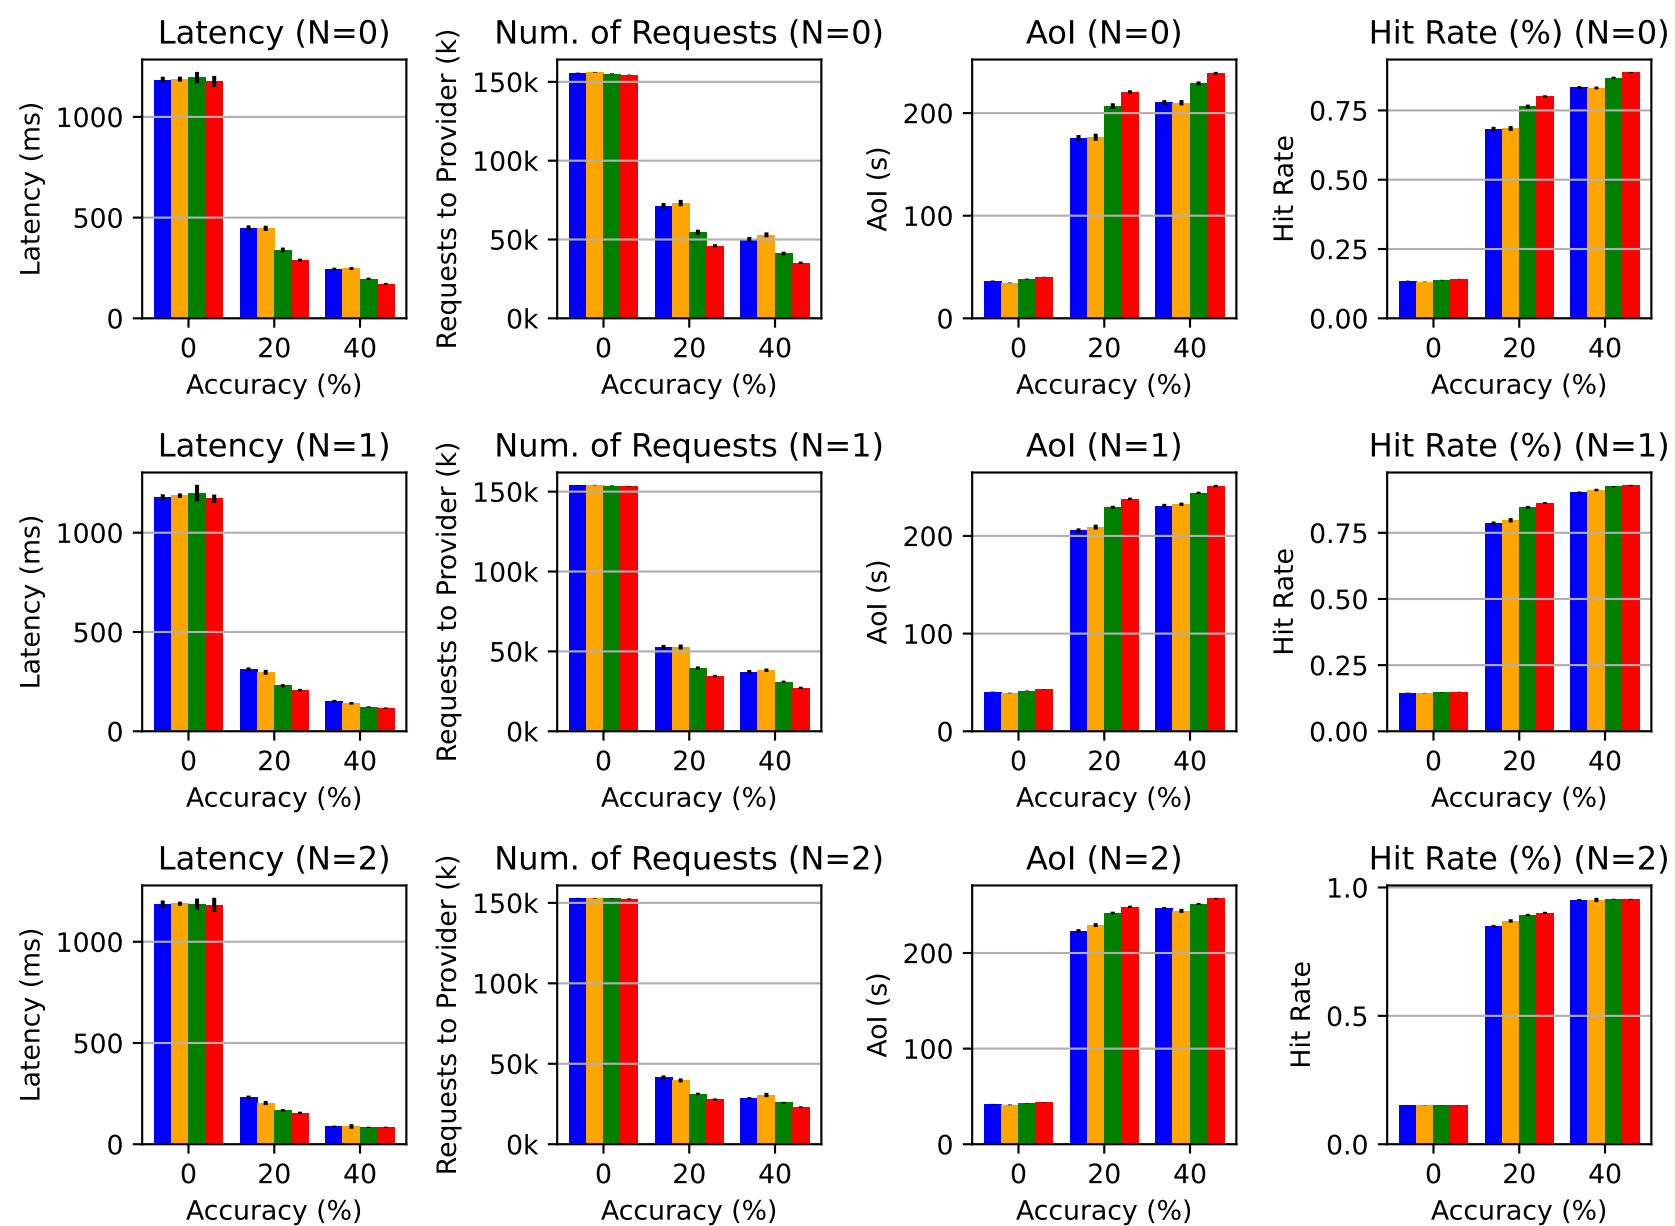 Latency (N=0)
Latency (ms)
1000
500
0
0 20 40
Accuracy (%)
Num. of Requests (N=0)
Requests to Provider (k)
150k
100k
50k
0k
0 20 40
Accuracy (%)
AoI (N=0)
AoI (s)
200
100
0
0 20 40
Accuracy (%)
Hit Rate (%) (N=0)
Hit Rate
0.75
0.50
0.25
0.00
0 20 40
Accuracy (%)
Latency (N=1)
Latency (ms)
1000
500
0
0 20 40
Accuracy (%)
Num. of Requests (N=1)
Requests to Provider (k)
150k
100k
50k
0k
0 20 40
Accuracy (%)
AoI (N=1)
AoI (s)
200
100
0
0 20 40
Accuracy (%)
Hit Rate (%) (N=1)
Hit Rate
0.75
0.50
0.25
0.00
0 20 40
Accuracy (%)
Latency (N=2)
Latency (ms)
1000
500
0
0 20 40
Accuracy (%)
Num. of Requests (N=2)
Requests to Provider (k)
150k
100k
50k
0k
0 20 40
Accuracy (%)
AoI (N=2)
AoI (s)
200
100
0
0 20 40
Accuracy (%)
Hit Rate (%) (N=2)
Hit Rate
1.0
0.5
0.0
0 20 40
Accuracy (%)